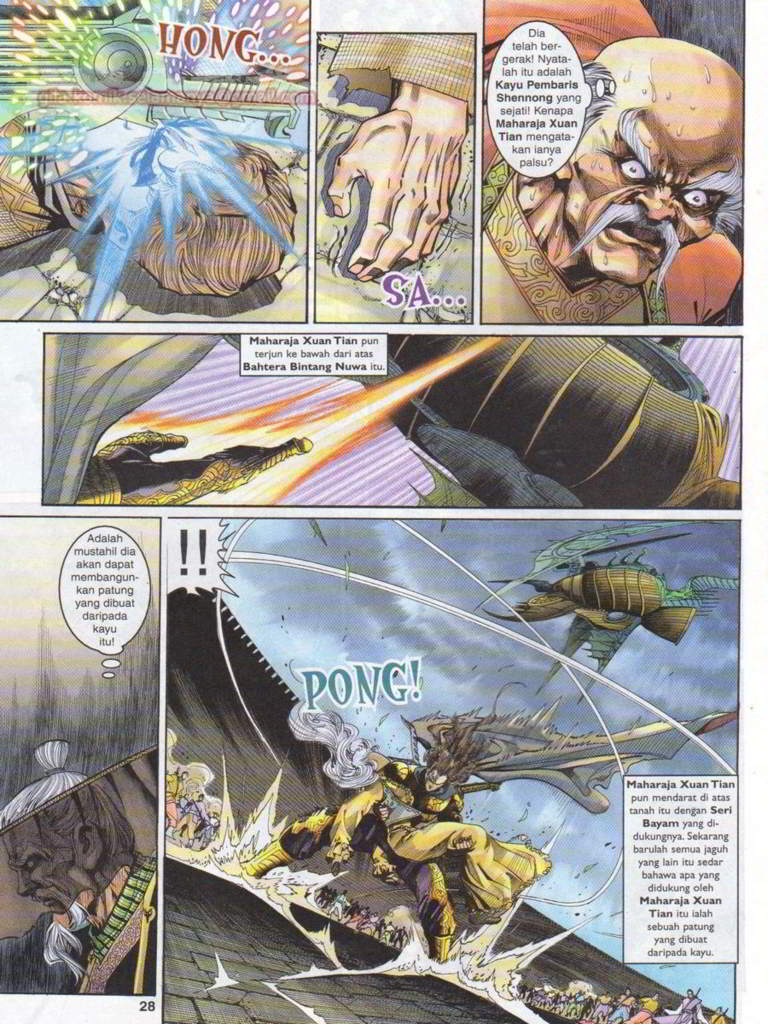 HONG...
SA...
Dia
telah ber-
gerak! Nyata-
lah itu adalah
Kayu Pembaris
Shennong yang
sejati! Kenapa
Maharaja Xuan
Tian mengata-
kan ianya
palsu?
Maharaja Xuan Tian pun
terjun ke bawah dari atas
Bahtera Bintang Nuwa itu.
Adalah
mustahil dia
akan dapat
membangun-
kan patung
yang dibuat
daripada
kayu
itu!
!!
PONG!
Maharaja Xuan Tian
pun mendarat di atas
tanah itu dengan Seri
Bayam yang di-
dukungnya. Sekarang
barulah semua jaguh
yang lain itu sedar
bahawa apa yang
didukung oleh
Maharaja Xuan
Tian itu ialah
sebuah patung
yang dibuat
daripada kayu.
28